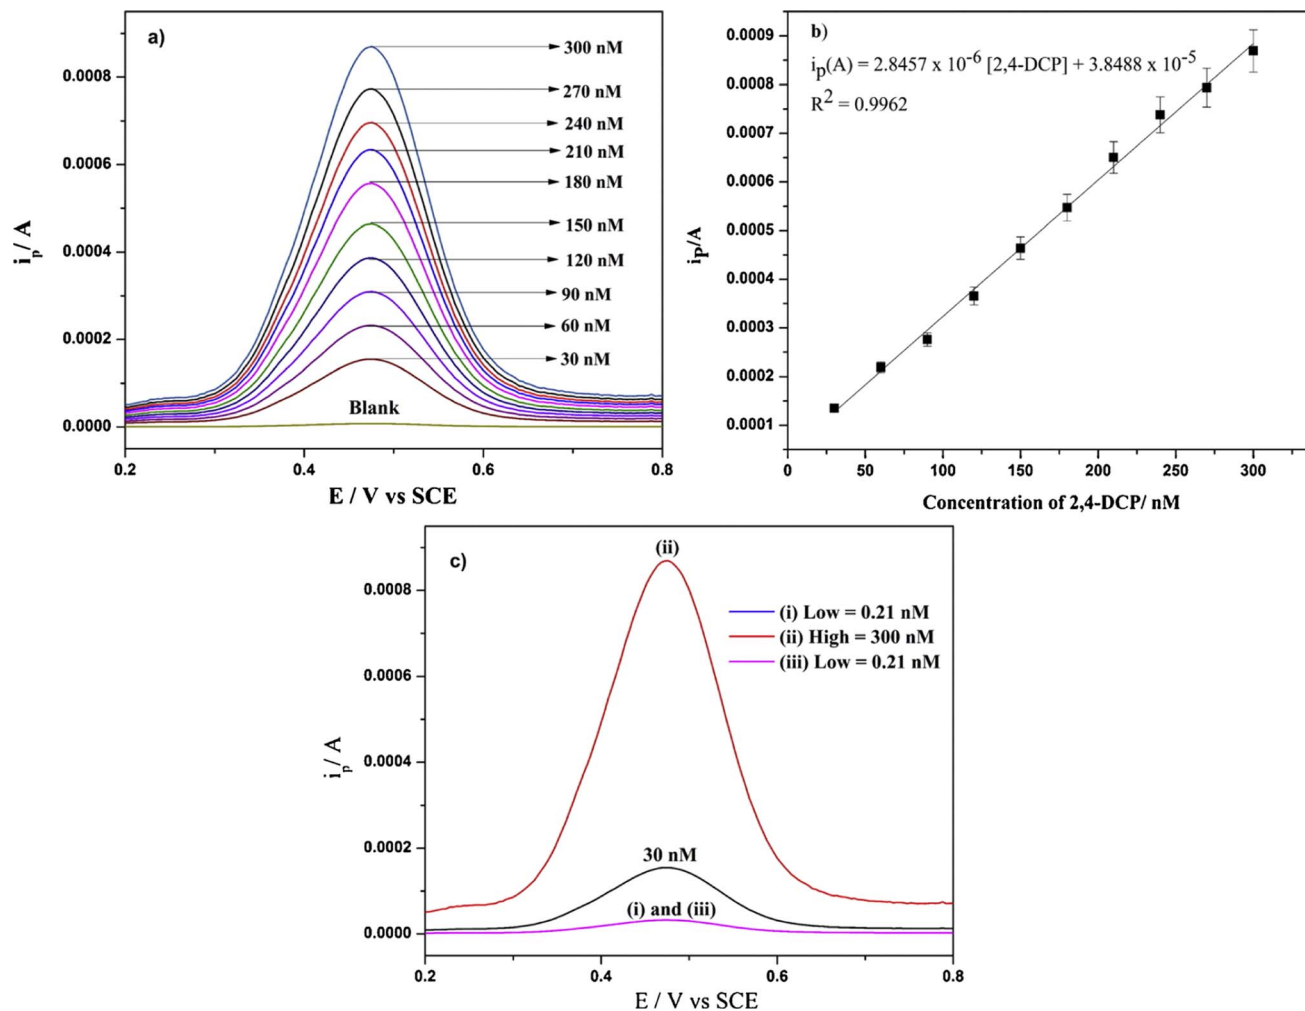 a)
300 nM
270 nM
240 nM
210 nM
180 nM
150 nM
120 nM
90 nM
60 nM
30 nM
Blank
0.0008
0.0006
0.0004
0.0002
0.0000
i_p/ A
0.2
0.4
0.6
0.8
E / V vs SCE
b)
i_p(A) = 2.8457 x 10^-6 [2,4-DCP] + 3.8488 x 10^-5
R^2 = 0.9962
0.0009
0.0008
0.0007
0.0006
0.0005
0.0004
0.0003
0.0002
0.0001
i_p/A
0
50
100
150
200
250
300
Concentration of 2,4-DCP/ nM
c)
(ii)
(i) Low = 0.21 nM
(ii) High = 300 nM
(iii) Low = 0.21 nM
30 nM
(i) and (iii)
0.0008
0.0006
0.0004
0.0002
0.0000
i_p/ A
0.2
0.4
0.6
0.8
E / V vs SCE